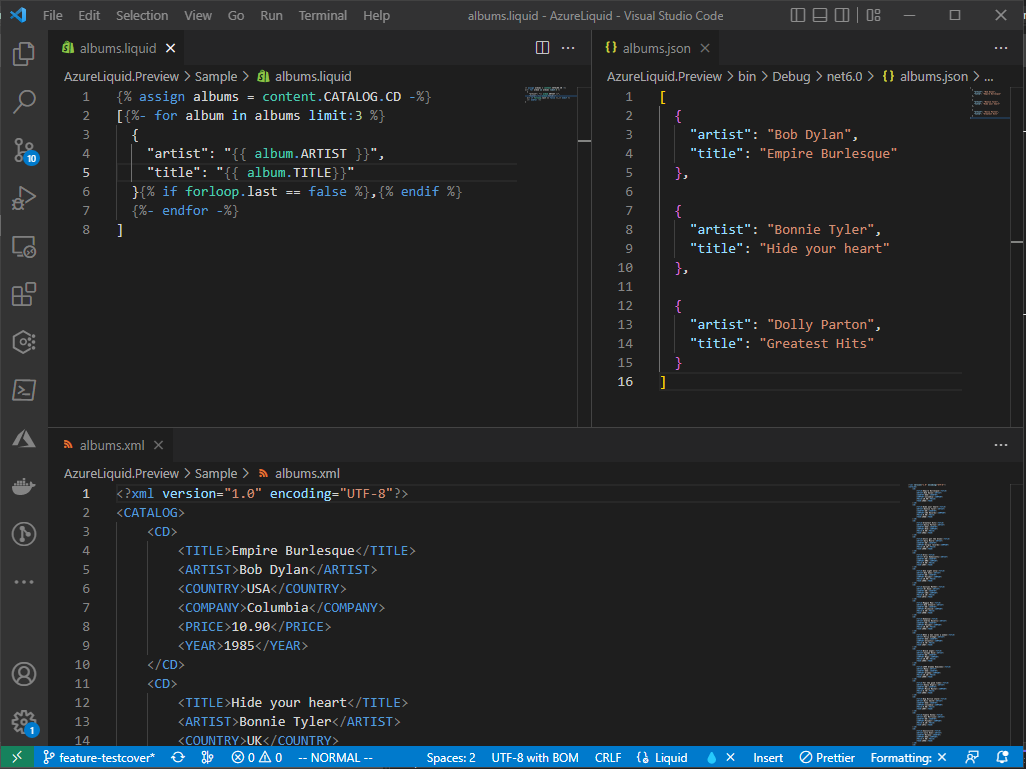 File Edit Selection View Go Run Terminal Help albums.liquid - AzureLiquid - Visual Studio Code
albums.liquid
AzureLiquid.Preview > Sample > albums.liquid
1 {% assign albums = content.CATALOG.CD -%}
2 [{%- for album in albums limit:3 %}
3 {
4 "artist": "{{ album.ARTIST }}",
5 "title": "{{ album.TITLE}}"
6 }{% if forloop.last == false %},{% endif %}
7 {%- endfor -%}
8 ]
albums.json
AzureLiquid.Preview > bin > Debug > net6.0 > {} albums.json > ...
1 [
2 {
3 "artist": "Bob Dylan",
4 "title": "Empire Burlesque"
5 },
6
7 {
8 "artist": "Bonnie Tyler",
9 "title": "Hide your heart"
10 },
11
12 {
13 "artist": "Dolly Parton",
14 "title": "Greatest Hits"
15 }
16 ]
albums.xml
AzureLiquid.Preview > Sample > albums.xml
1 <?xml version="1.0" encoding="UTF-8"?>
2 <CATALOG>
3 <CD>
4 <TITLE>Empire Burlesque</TITLE>
5 <ARTIST>Bob Dylan</ARTIST>
6 <COUNTRY>USA</COUNTRY>
7 <COMPANY>Columbia</COMPANY>
8 <PRICE>10.90</PRICE>
9 <YEAR>1985</YEAR>
10 </CD>
11 <CD>
12 <TITLE>Hide your heart</TITLE>
13 <ARTIST>Bonnie Tyler</ARTIST>
14 <COUNTRY>UK</COUNTRY>
10
1
feature-testcover* 0 0 -- NORMAL -- Spaces: 2 UTF-8 with BOM CRLF {} Liquid Insert Prettier Formatting: ×